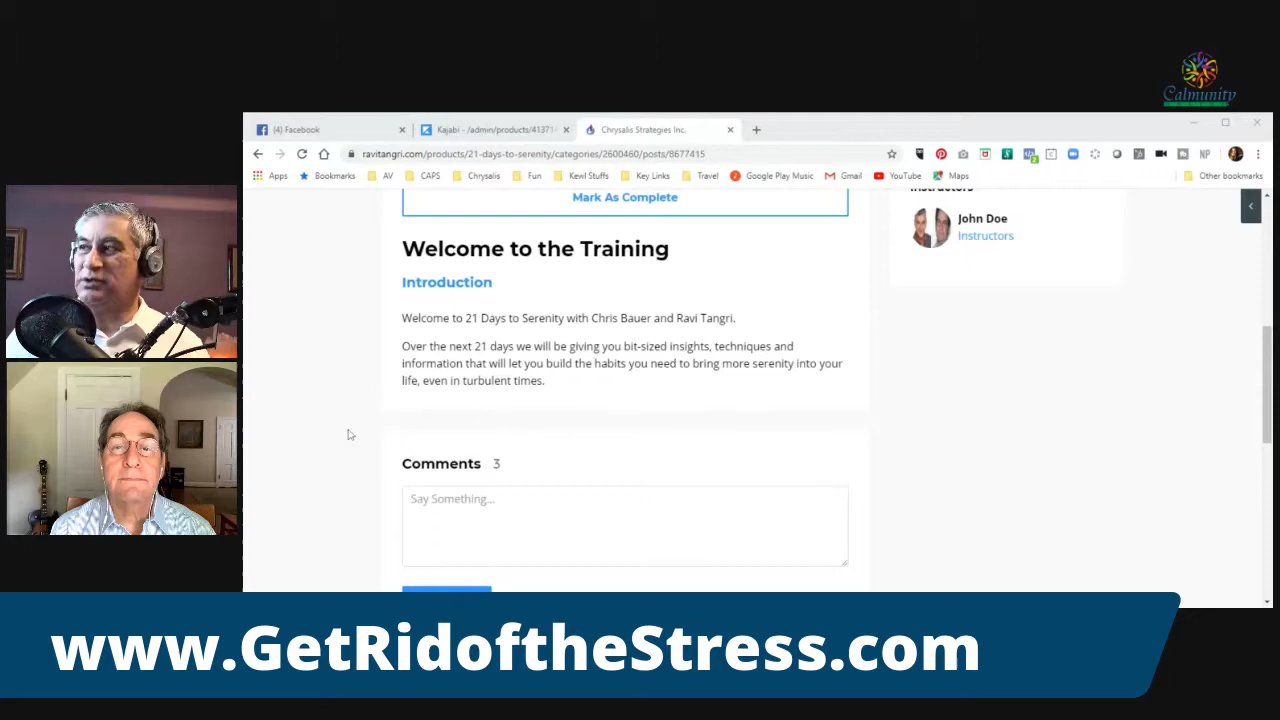 Calmunity
(4) Facebook
Kajabi - /admin/products/41371
Chrysalis Strategies Inc.
ravitangri.com/products/21-days-to-serenity/categories/2600460/posts/8677415
Apps
Bookmarks
AV
CAPS
Chrysalis
Fun
Kewl Stuffs
Key Links
Travel
Google Play Music
Gmail
YouTube
Maps
Other bookmarks
Mark As Complete
Instructors
John Doe
Instructors
Welcome to the Training
Introduction
Welcome to 21 Days to Serenity with Chris Bauer and Ravi Tangri.
Over the next 21 days we will be giving you bit-sized insights, techniques and
information that will let you build the habits you need to bring more serenity into your
life, even in turbulent times.
Comments 3
Say Something...
www.GetRidoftheStress.com